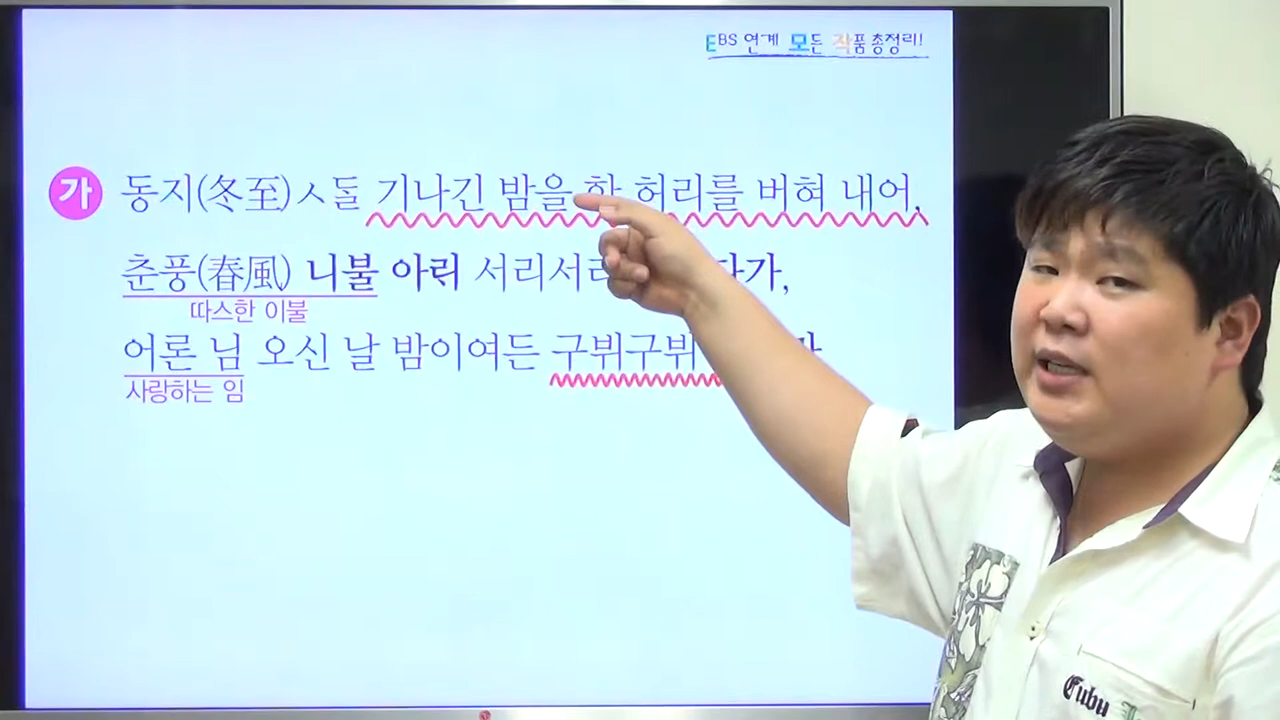 EBS 연계 모든 작품 총정리!
가 동지(冬至)ㅅ돌 기나긴 밤을 한 허리를 버혀 내어,
춘풍(春風) 니불 아릭 서리서리 가,
따스한 이불
어론 님 오신 날 밤이여든 구뷔구뷔
사랑하는 임
Cubu